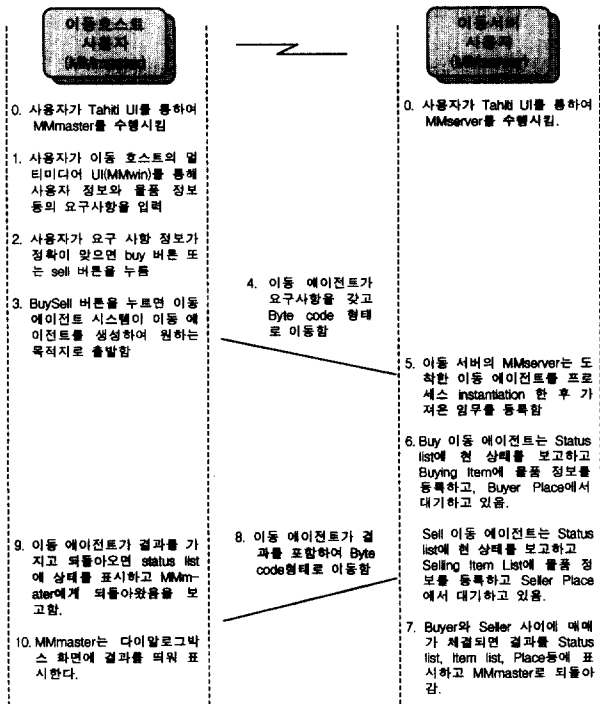 이동호스트
사용자
(MMmaster)
0. 사용자가 Tahiti UI를 통하여
MMmaster를 수행시킴
1. 사용자가 이동 호스트의 멀
티미디어 UI(MMwin)를 통해
사용자 정보와 물품 정보
등의 요구사항을 입력
2. 사용자가 요구 사항 정보가
정확이 맞으면 buy 버튼 또
는 sell 버튼을 누름
3. BuySell 버튼을 누르면 이동
에이전트 시스템이 이동 에
이전트를 생성하여 원하는
목적지로 출발함
4. 이동 에이전트가
요구사항을 갖고
Byte code 형태
로 이동함
이동서버
사용자
(MMserver)
0. 사용자가 Tahiti UI를 통하여
MMserver를 수행시킴.
5. 이동 서버의 MMserver는 도
착한 이동 에이전트를 프로
세스 instantiation 한 후 가
져온 임무를 등록함
6. Buy 이동 에이전트는 Status
list에 현 상태를 보고하고
Buying Item에 물품 정보를
등록하고, Buyer Place에서
대기하고 있음.
Sell 이동 에이전트는 Status
list에 현 상태를 보고하고
Selling Item List에 물품 정
보를 등록하고 Seller Place
에서 대기하고 있음.
7. Buyer와 Seller 사이에 매매
가 체결되면 결과를 Status
list, Item list, Place등에 표
시하고 MMmaster로 되돌아
감.
8. 이동 에이전트가 결
과를 포함하여 Byte
code형태로 이동함
9. 이동 에이전트가 결과를 가
지고 되돌아오면 status list
에 상태를 표시하고 MMm-
ater에게 되돌아왔음을 보
고함.
10. MMmaster는 다이알로그박
스 화면에 결과를 띄워 표
시한다.